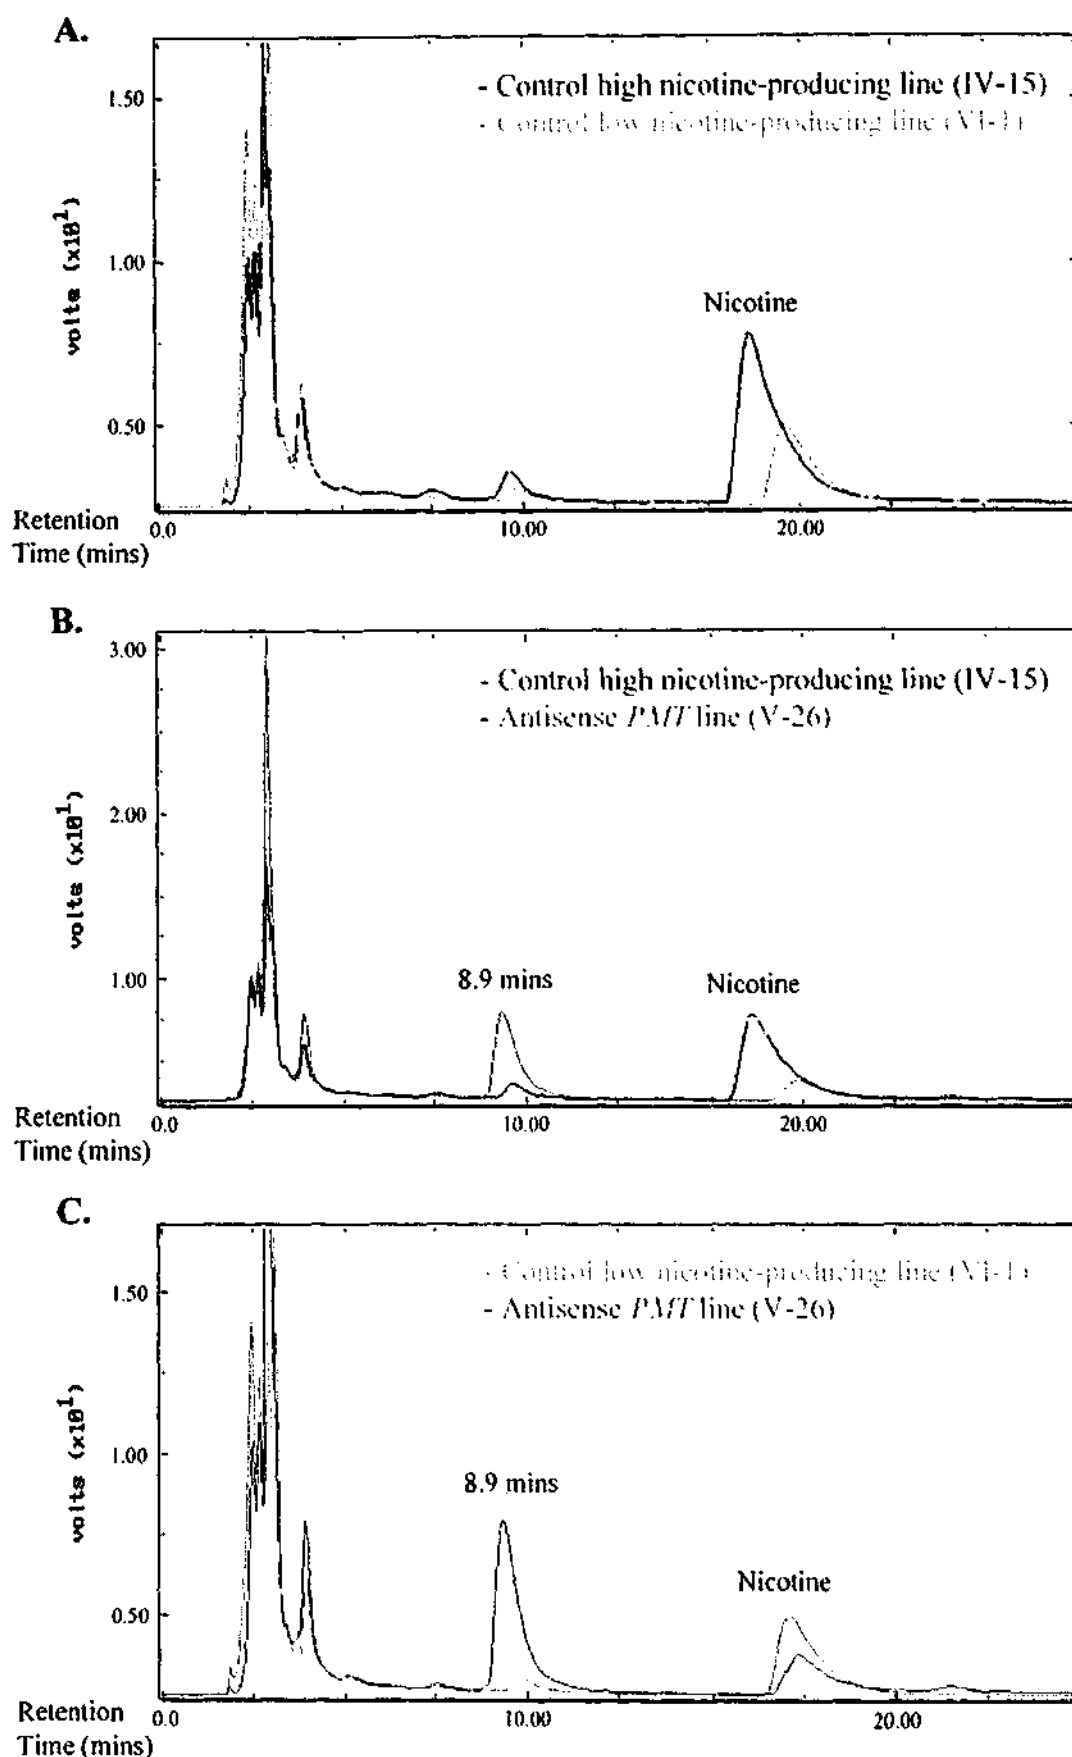 A.
- Control high nicotine-producing line (IV-15)
- Control low nicotine-producing line (VI-1)
1.50
1.00
0.50
volts (x10¹)
Nicotine
Retention
Time (mins)
0.0
10.00
20.00
B.
- Control high nicotine-producing line (IV-15)
- Antisense PMT line (V-26)
3.00
2.00
1.00
volts (x10¹)
8.9 mins
Nicotine
Retention
Time (mins)
0.0
10.00
20.00
C.
- Control low nicotine-producing line (VI-1)
- Antisense PMT line (V-26)
1.50
1.00
0.50
volts (x10¹)
8.9 mins
Nicotine
Retention
Time (mins)
0.0
10.00
20.00